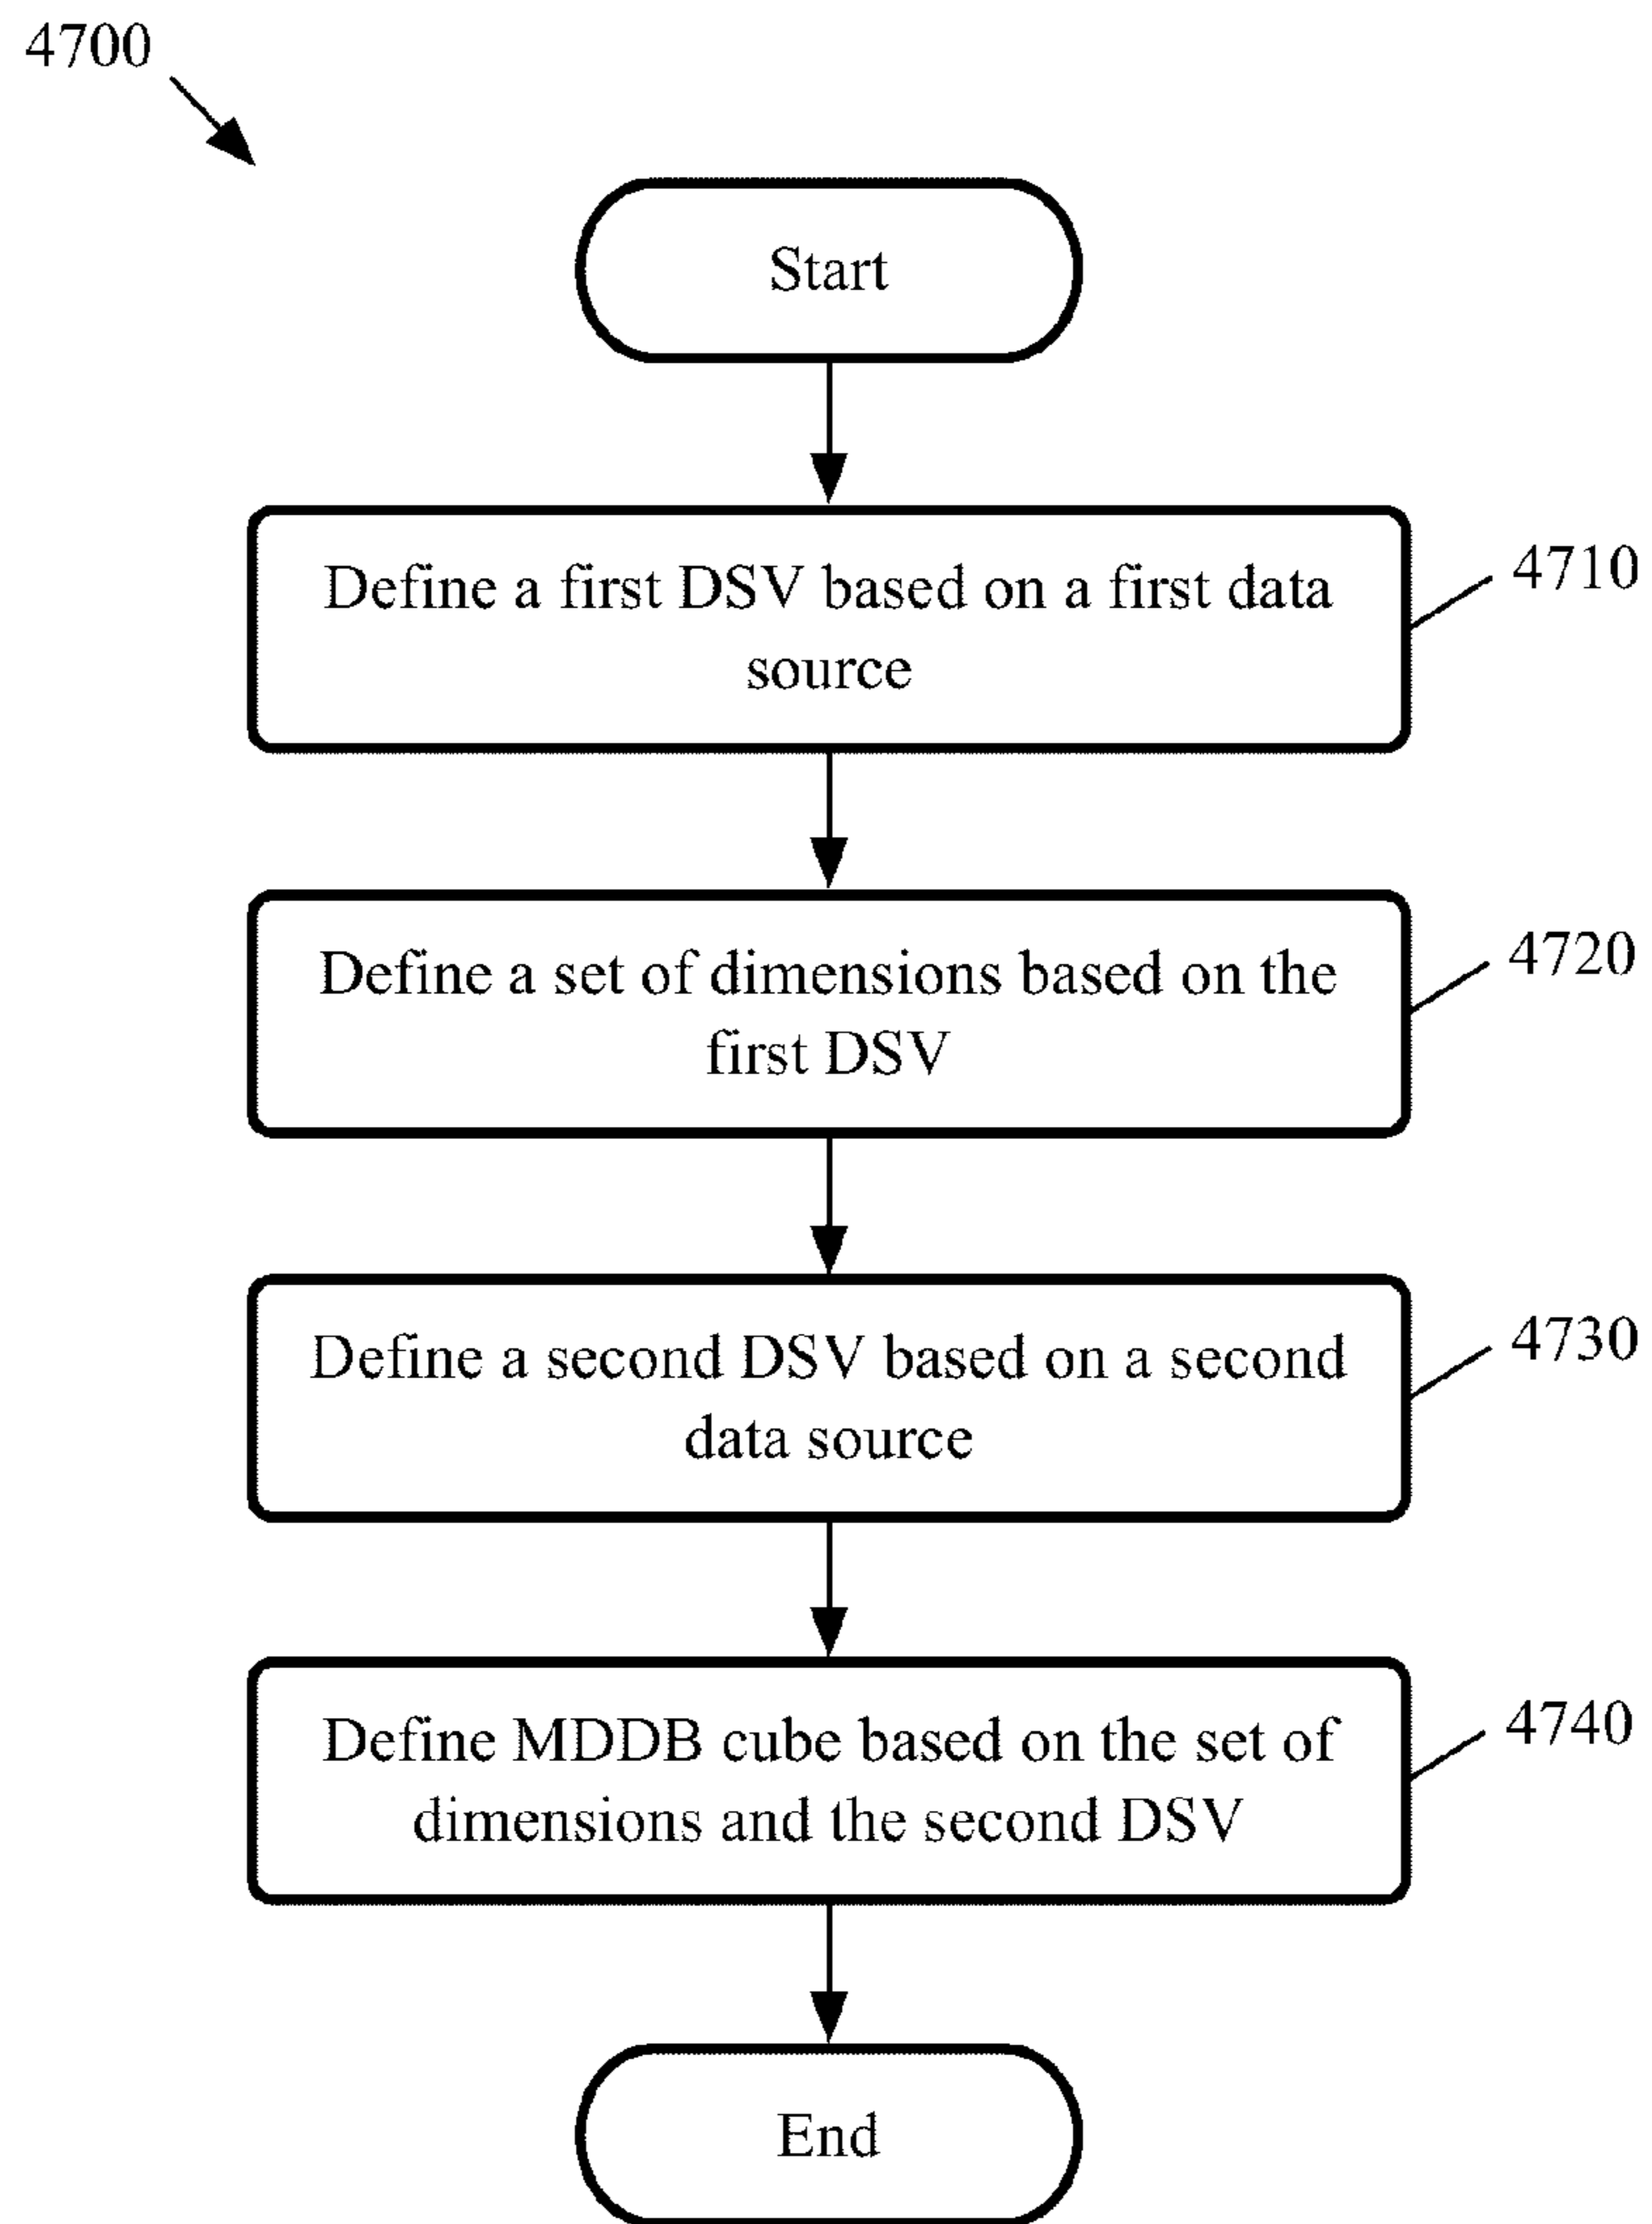 4700
Start
Define a first DSV based on a first data
source
4710
Define a set of dimensions based on the
first DSV
4720
Define a second DSV based on a second
data source
4730
Define MDDB cube based on the set of
dimensions and the second DSV
4740
End